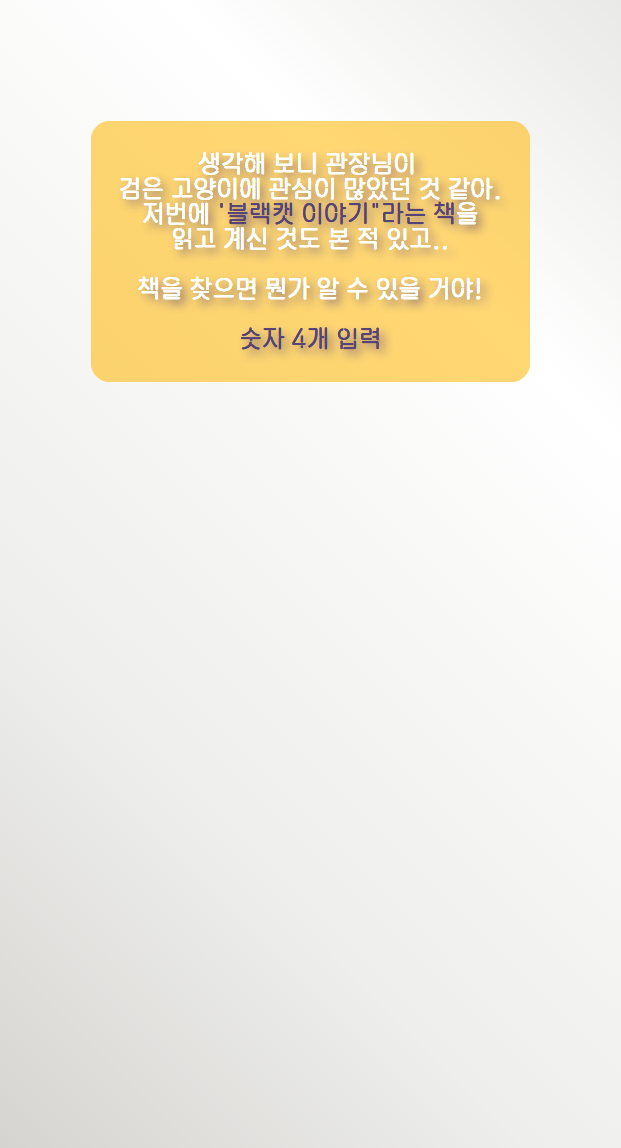 생각해 보니 관장님이
검은 고양이에 관심이 많았던 것 같아.
저번에 '블랙캣 이야기"라는 책을
읽고 계신 것도 본 적 있고..
책을 찾으면 뭔가 알 수 있을 거야!
숫자 4개 입력